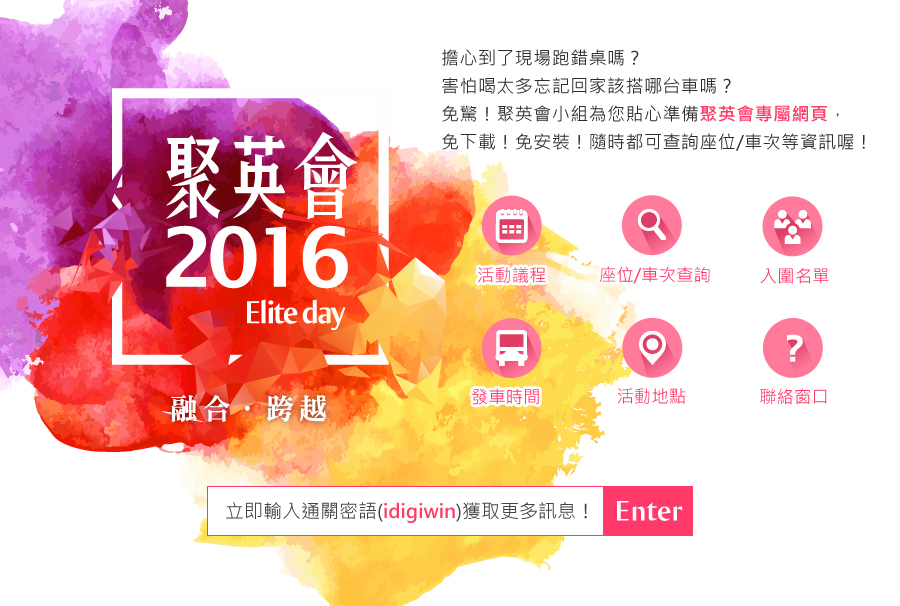 擔心到了現場跑錯桌嗎？
害怕喝太多忘記回家該搭哪台車嗎？
免驚！聚英會小組為您貼心準備聚英會專屬網頁，
免下載！免安裝！隨時都可查詢座位/車次等資訊喔！
聚英會
2016
Elite day
融合・跨越
活動議程
座位/車次查詢
入圍名單
發車時間
活動地點
?
聯絡窗口
立即輸入通關密語(idigiwin)獲取更多訊息！
Enter